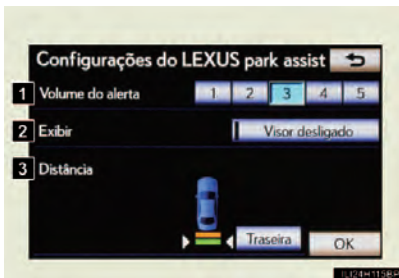 Configurações do LEXUS park assist
1 Volume do alerta 1 2 3 4 5
2 Exibir Visor desligado
3 Distância
Traseira OK
ILI24H115BP